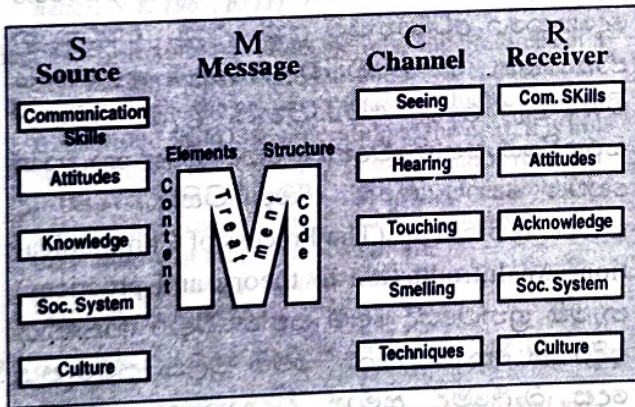 S
Source
Communication
Skills
Attitudes
Knowledge
Soc. System
Culture
M
Message
Elements Structure
Content
Treat
ment
Code
C
Channel
Seeing
Hearing
Touching
Smelling
Techniques
R
Receiver
Com. SKills
Attitudes
Acknowledge
Soc. System
Culture